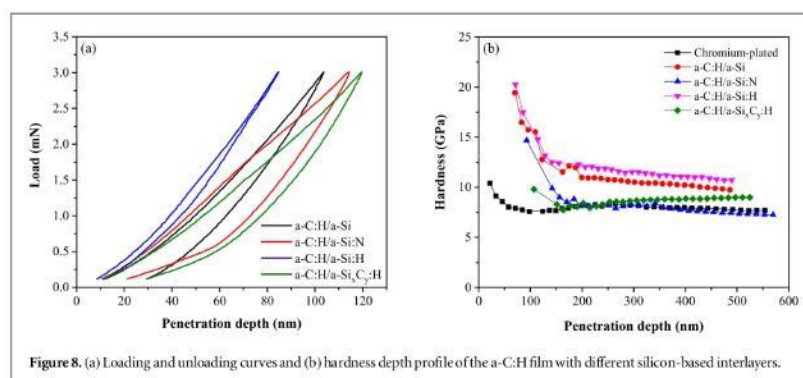 (a)
3.5
3.0
2.5
2.0
1.5
1.0
0.5
0.0
Load (mN)
0 20 40 60 80 100 120
Penetration depth (nm)
a-C:H/a-Si
a-C:H/a-Si:N
a-C:H/a-Si:H
a-C:H/a-SiₓCᵧ:H
(b)
25
20
15
10
5
0
Hardness (GPa)
0 100 200 300 400 500 600
Penetration depth (nm)
Chromium-plated
a-C:H/a-Si
a-C:H/a-Si:N
a-C:H/a-Si:H
a-C:H/a-SiₓCᵧ:H
Figure 8. (a) Loading and unloading curves and (b) hardness depth profile of the a-C:H film with different silicon-based interlayers.